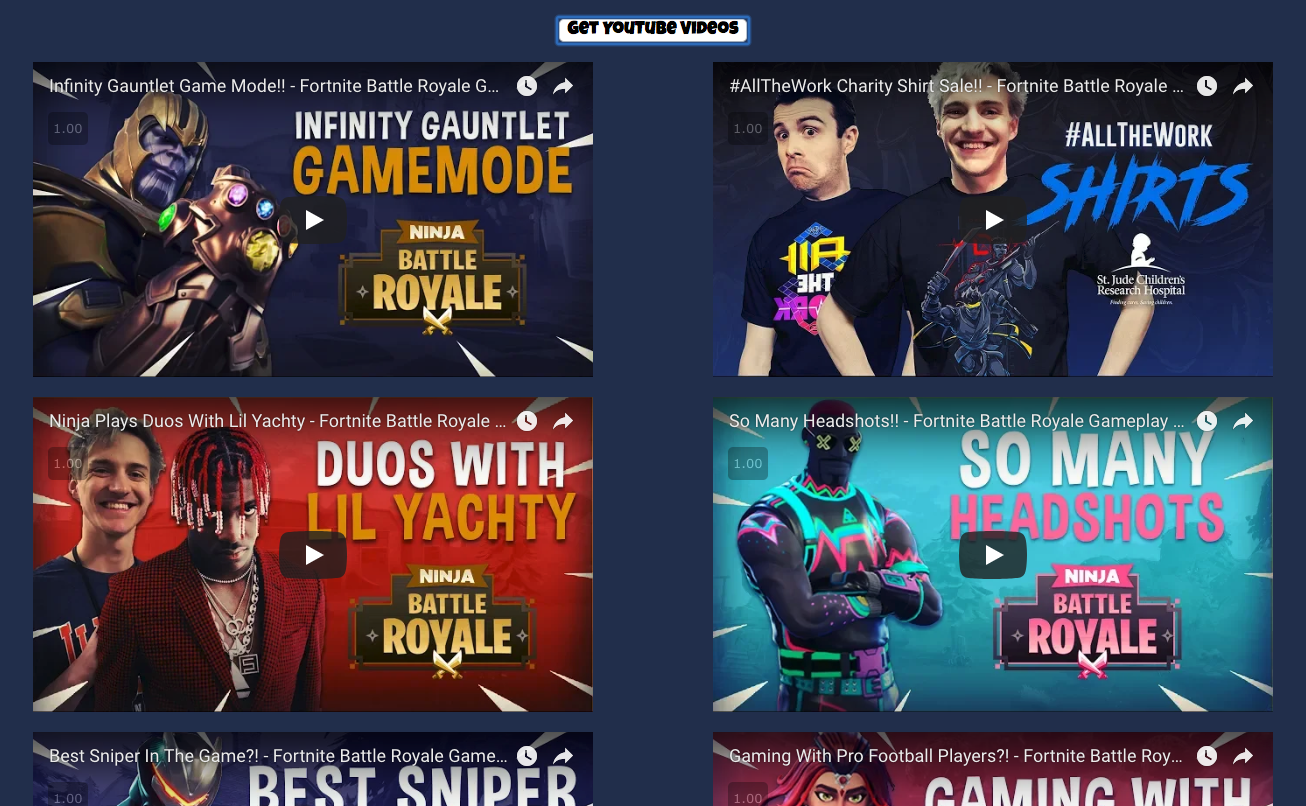 Get YouTube Videos
Infinity Gauntlet Game Mode!! - Fortnite Battle Royale G...
1.00
INFINITY GAUNTLET
GAMEMODE
NINJA
BATTLE
ROYALE
#AllTheWork Charity Shirt Sale!! - Fortnite Battle Royale ...
1.00
#ALLTHEWORK
SHIRTS
St. Jude Children's
Research Hospital
Finding cures. Saving children.
Ninja Plays Duos With Lil Yachty - Fortnite Battle Royale ...
1.00
DUOS WITH
LIL YACHTY
NINJA
BATTLE
ROYALE
So Many Headshots!! - Fortnite Battle Royale Gameplay ...
1.00
SO MANY
HEADSHOTS
NINJA
BATTLE
ROYALE
Best Sniper In The Game?! - Fortnite Battle Royale Game...
1.00
BEST SNIPER
Gaming With Pro Football Players?! - Fortnite Battle Roy...
1.00
GAMING WITH